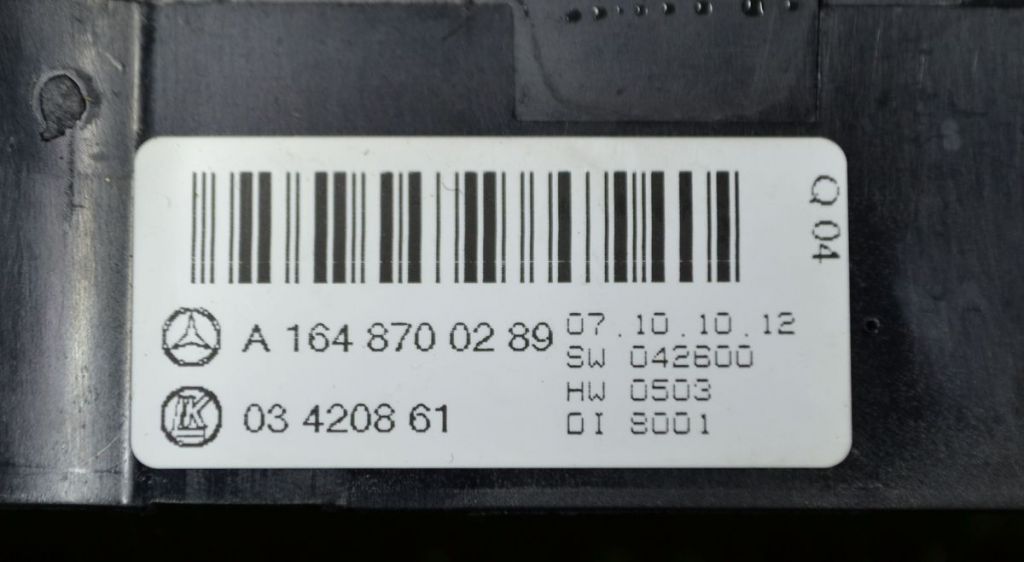 Q 04
A 164 870 02 89
07.10.10.12
SW 042600
HW 0503
DI 8001
K
03 4208 61